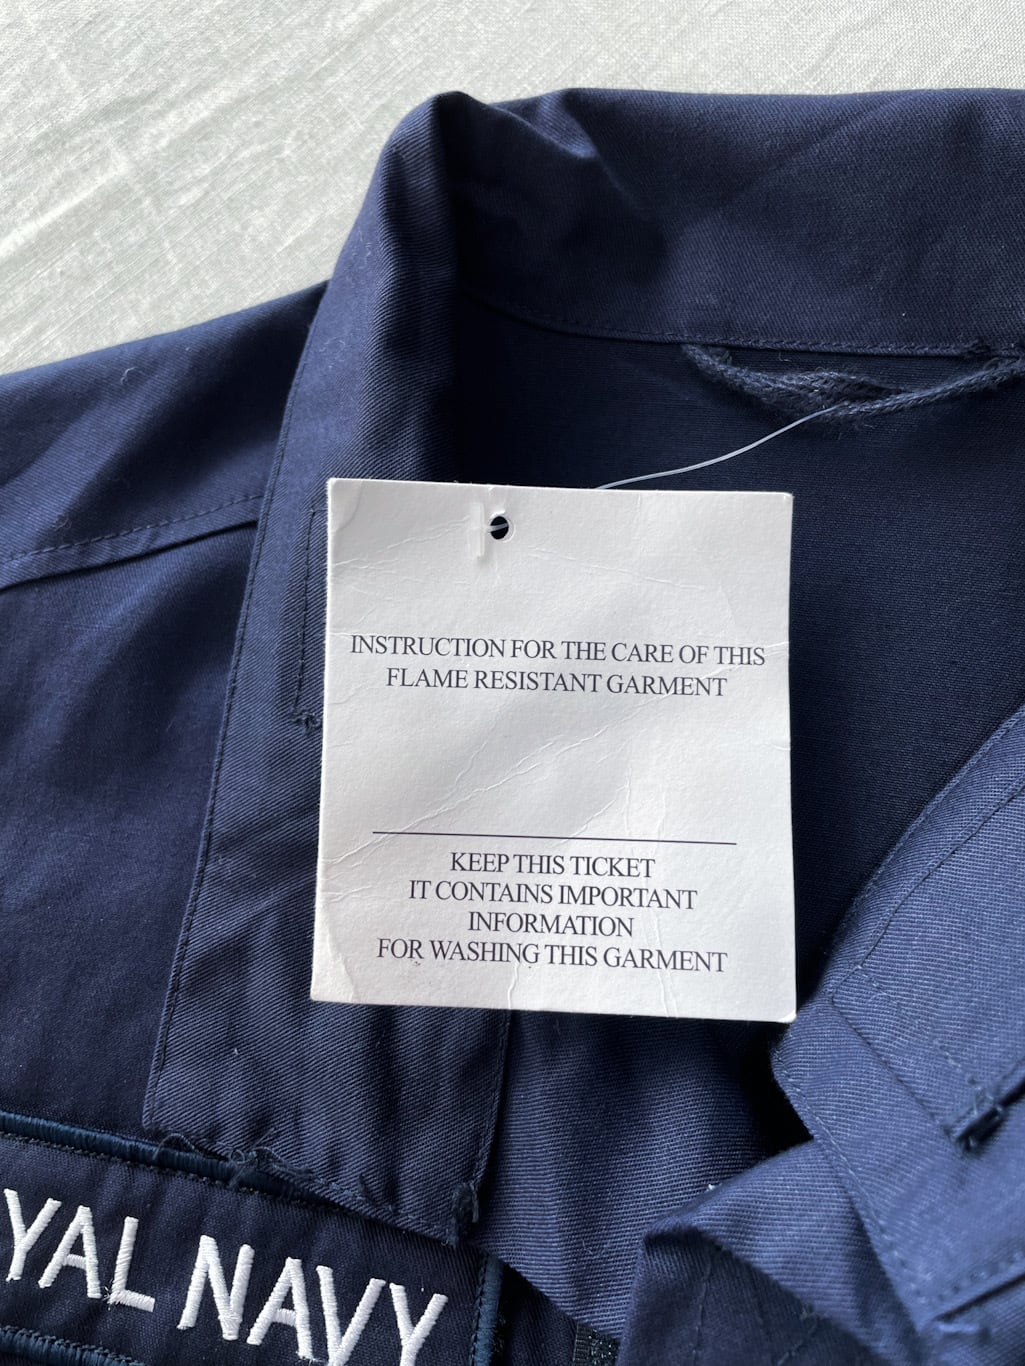 INSTRUCTION FOR THE CARE OF THIS
FLAME RESISTANT GARMENT
KEEP THIS TICKET
IT CONTAINS IMPORTANT
INFORMATION
FOR WASHING THIS GARMENT
YAL NAVY